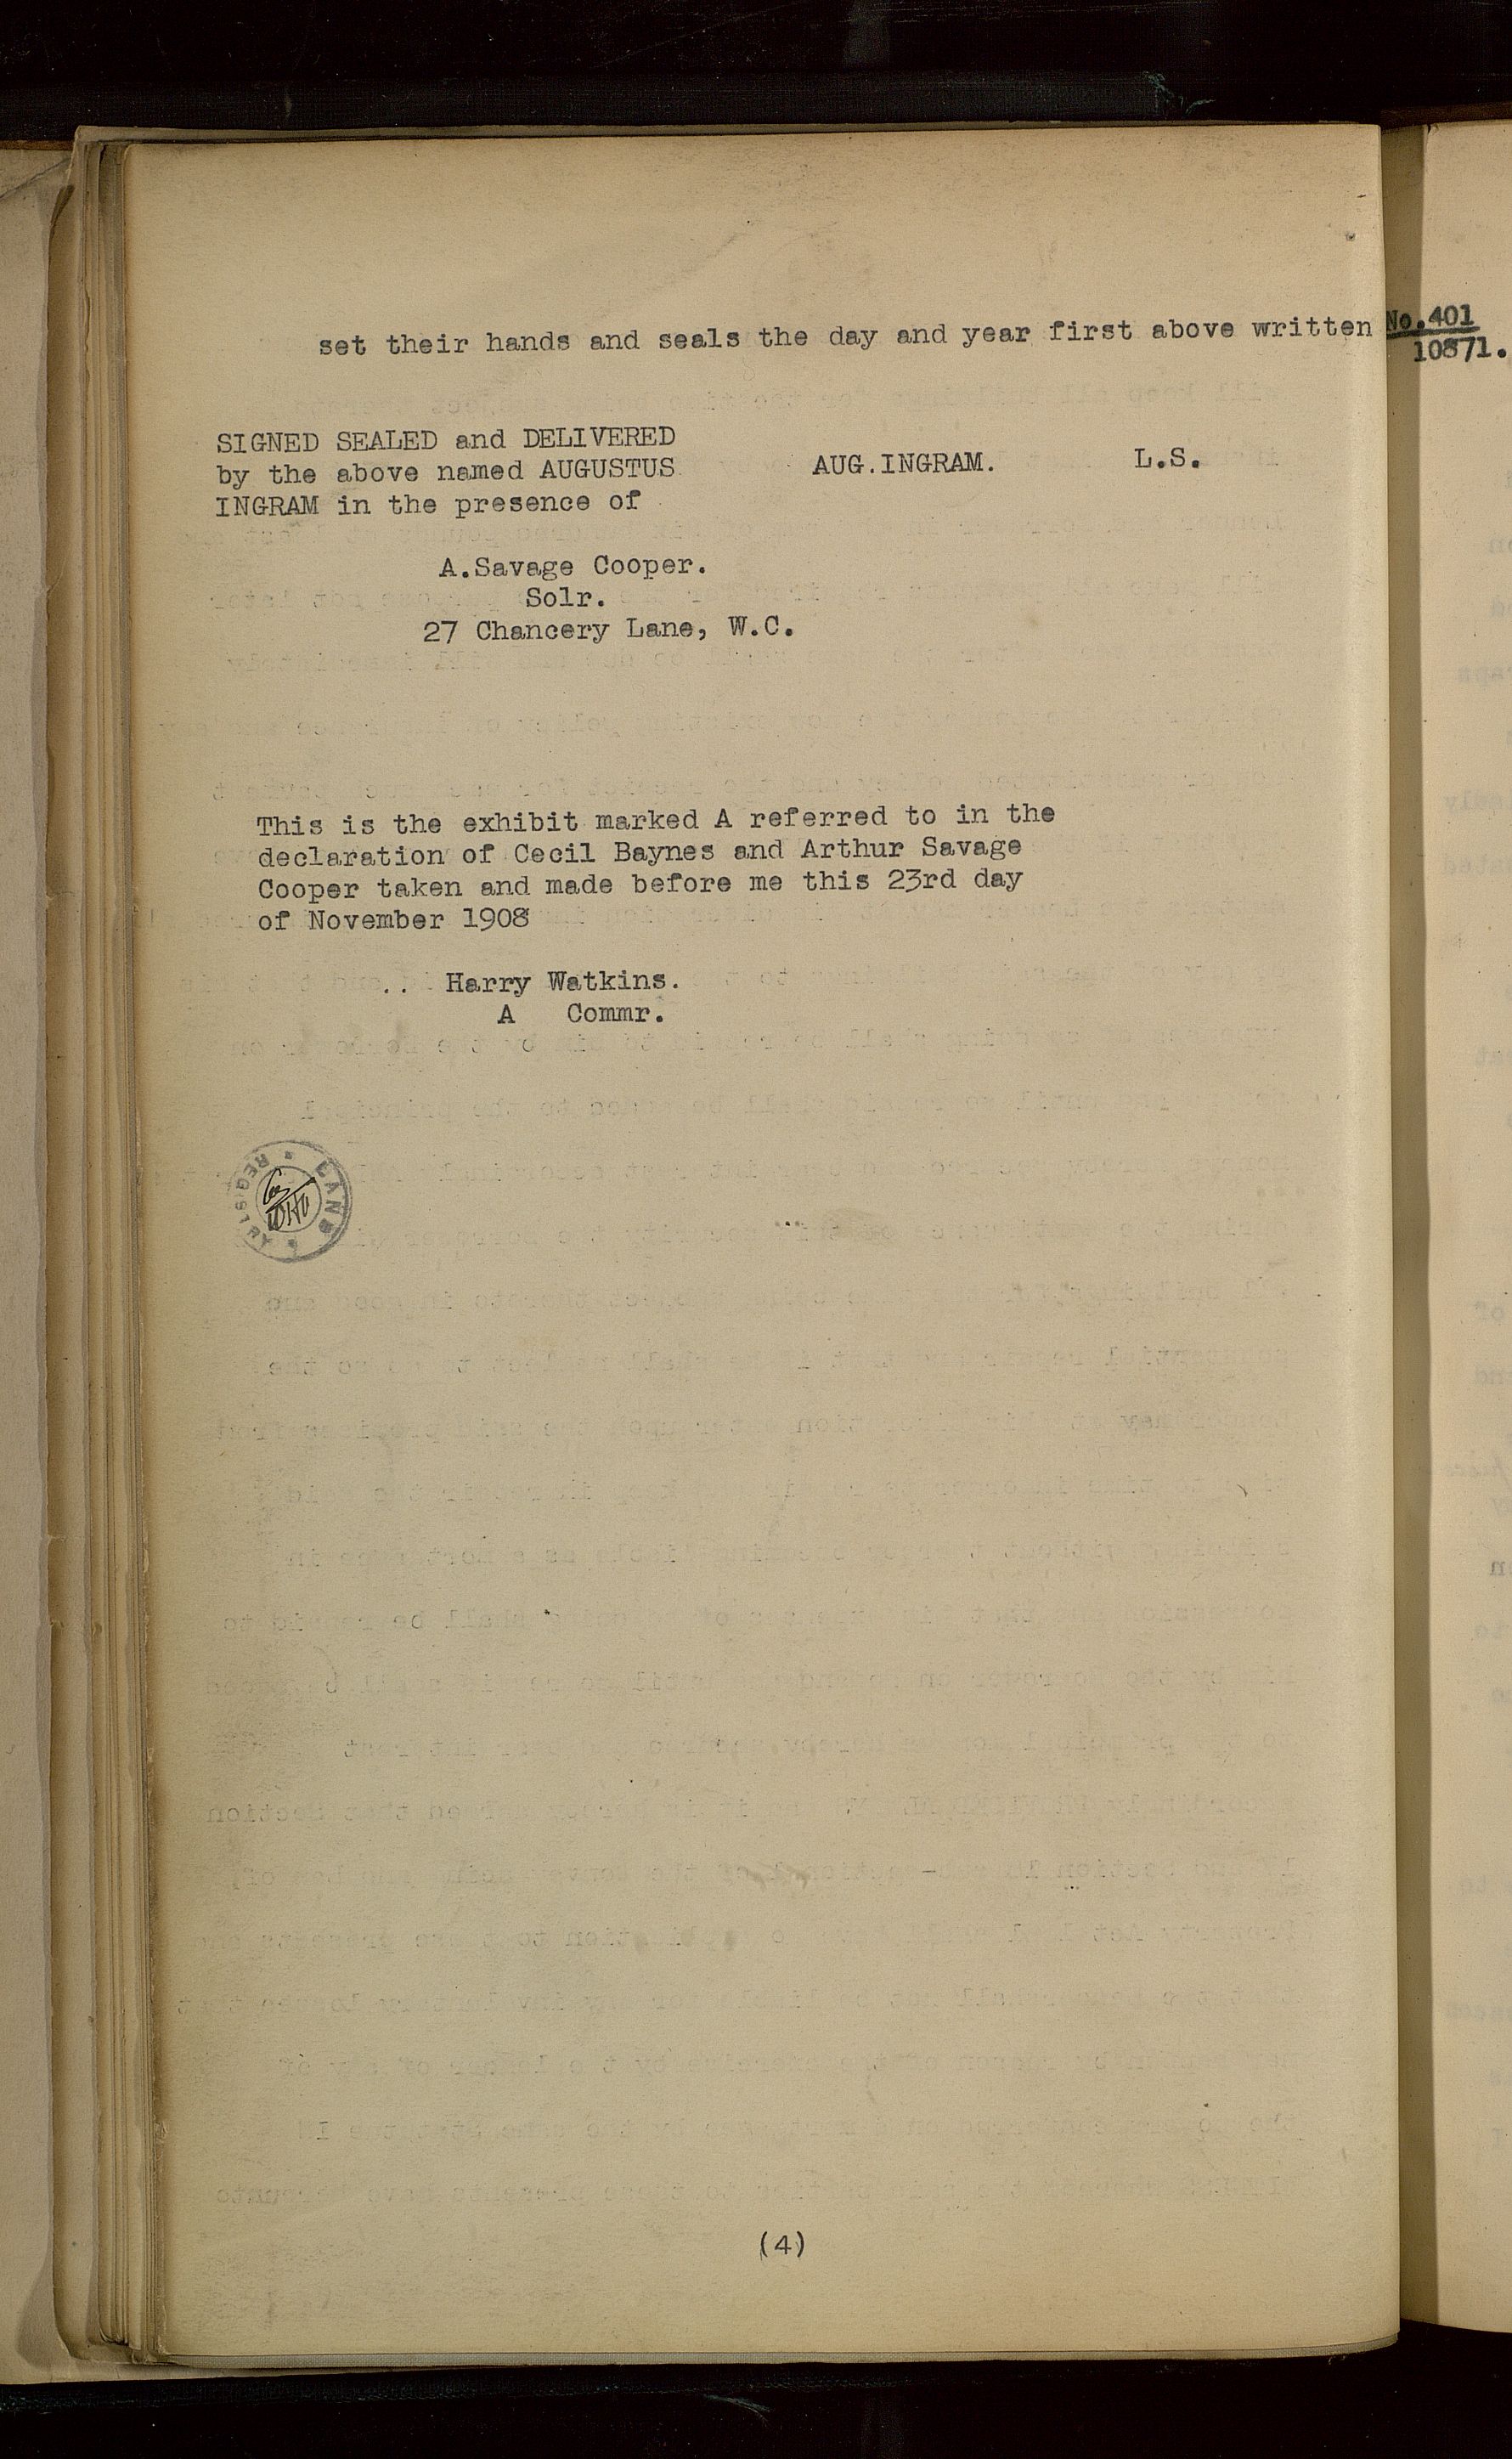 set their hands and seals the day and year first above written
No.401
10871.
SIGNED SEALED and DELIVERED
by the above named AUGUSTUS
INGRAM in the presence of
AUG.INGRAM. L.S.
A.Savage Cooper.
Solr.
27 Chancery Lane, W.C.
This is the exhibit marked A referred to in the
declaration of Cecil Baynes and Arthur Savage
Cooper taken and made before me this 23rd day
of November 1908
.. Harry Watkins.
A Commr.
LAND REGISTRY
(4)